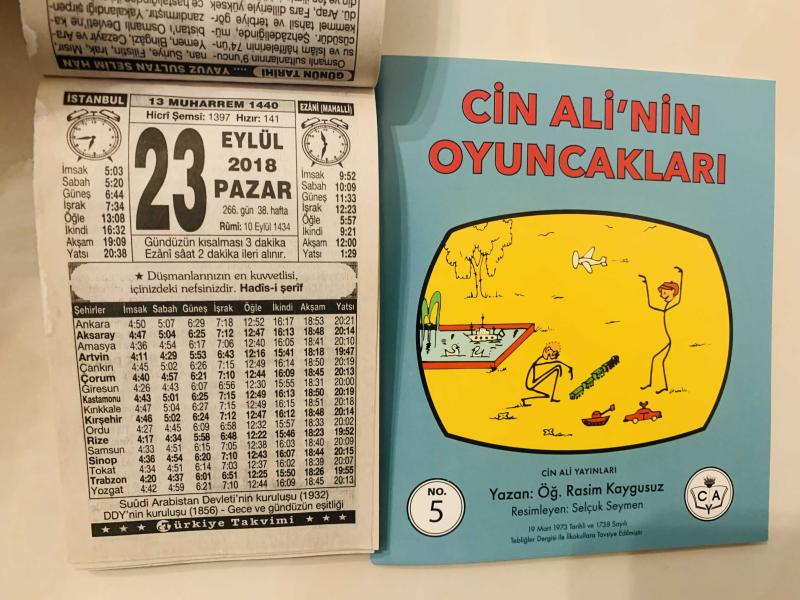 GÜNÜN TARİHİ
YAVUZ SULTAN SELİM HAN
Osmanlı sultanlarının 9'uncu-
İSTANBUL
13 MUHARREM 1440
EZÂNÎ (MAHALLİ)
Hicrî Şemsî: 1397 Hızır: 141
23
EYLÜL
2018
PAZAR
266. gün 38. hafta
Rûmî: 10 Eylül 1434
İmsak 5:03
Sabah 5:20
Güneş 6:44
İşrak 7:34
Öğle 13:08
İkindi 16:32
Akşam 19:09
Yatsı 20:38
İmsak 9:52
Sabah 10:09
Güneş 11:33
İşrak 12:23
Öğle 5:57
İkindi 9:21
Akşam 12:00
Yatsı 1:29
Gündüzün kısalması 3 dakika
Ezânî sâat 2 dakika ileri alınır.
★ Düşmanlarınızın en kuvvetlisi,
içinizdeki nefsinizdir. Hadîs-i şerîf
Şehirler İmsak Sabah Güneş İşrak Öğle İkindi Akşam Yatsı
Ankara 4:50 5:07 6:29 7:18 12:52 16:17 18:53 20:21
Aksaray 4:47 5:04 6:25 7:12 12:47 16:13 18:48 20:14
Amasya 4:36 4:54 6:17 7:06 12:40 16:05 18:41 20:10
Artvin 4:11 4:29 5:53 6:43 12:16 15:41 18:18 19:47
Çankırı 4:45 5:02 6:26 7:15 12:49 16:14 18:50 20:19
Çorum 4:40 4:57 6:21 7:10 12:44 16:09 18:45 20:13
Giresun 4:26 4:43 6:07 6:56 12:30 15:55 18:31 20:00
Kastamonu 4:43 5:01 6:25 7:15 12:49 16:13 18:50 20:19
Kırıkkale 4:47 5:04 6:27 7:15 12:49 16:15 18:51 20:18
Kırşehir 4:46 5:02 6:24 7:12 12:47 16:12 18:48 20:14
Ordu 4:27 4:45 6:09 6:58 12:32 15:57 18:33 20:02
Rize 4:17 4:34 5:58 6:48 12:22 15:46 18:23 19:52
Samsun 4:33 4:51 6:15 7:05 12:38 16:03 18:40 20:09
Sinop 4:36 4:54 6:20 7:10 12:43 16:07 18:44 20:15
Tokat 4:34 4:51 6:14 7:03 12:37 16:02 18:39 20:07
Trabzon 4:20 4:37 6:01 6:51 12:25 15:50 18:26 19:55
Yozgat 4:42 4:59 6:21 7:10 12:44 16:09 18:45 20:13
Suûdi Arabistan Devleti'nin kuruluşu (1932)
DDY'nin kuruluşu (1856) - Gece ve gündüzün eşitliği
★ ★ ★ Türkiye Takvimi ★ ★ ★
CİN ALİ'NİN
OYUNCAKLARI
CİN ALİ YAYINLARI
NO.
5
Yazan: Öğ. Rasim Kaygusuz
Resimleyen: Selçuk Seymen
19 Mart 1973 Tarihli ve 1738 Sayılı
Tebliğler Dergisi ile İlkokullara Tavsiye Edilmiştir
C A
Y